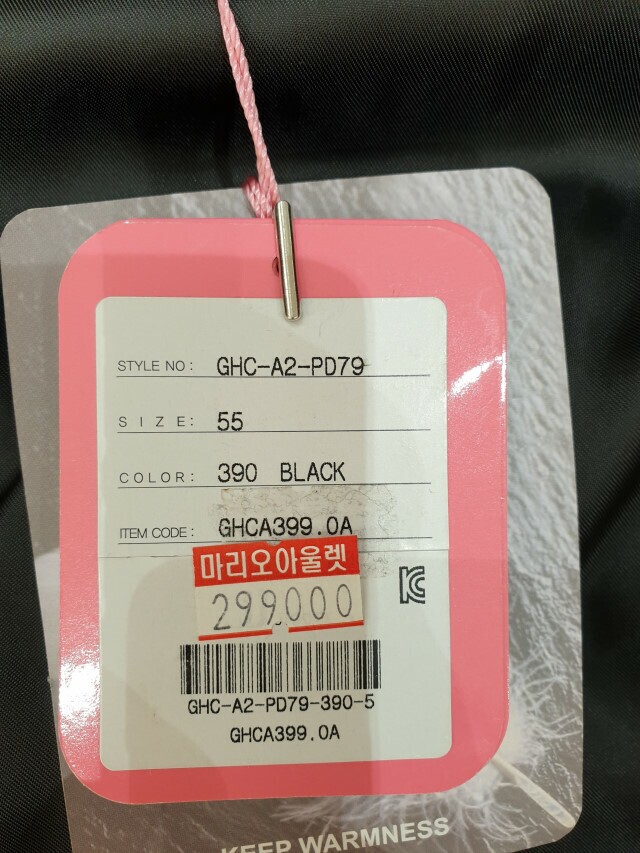 STYLE NO: GHC-A2-PD79
SIZE: 55
COLOR: 390 BLACK
ITEM CODE: GHCA399.0A
마리오아울렛
299,000
GHC-A2-PD79-390-5
GHCA399.0A
KEEP WARMNESS